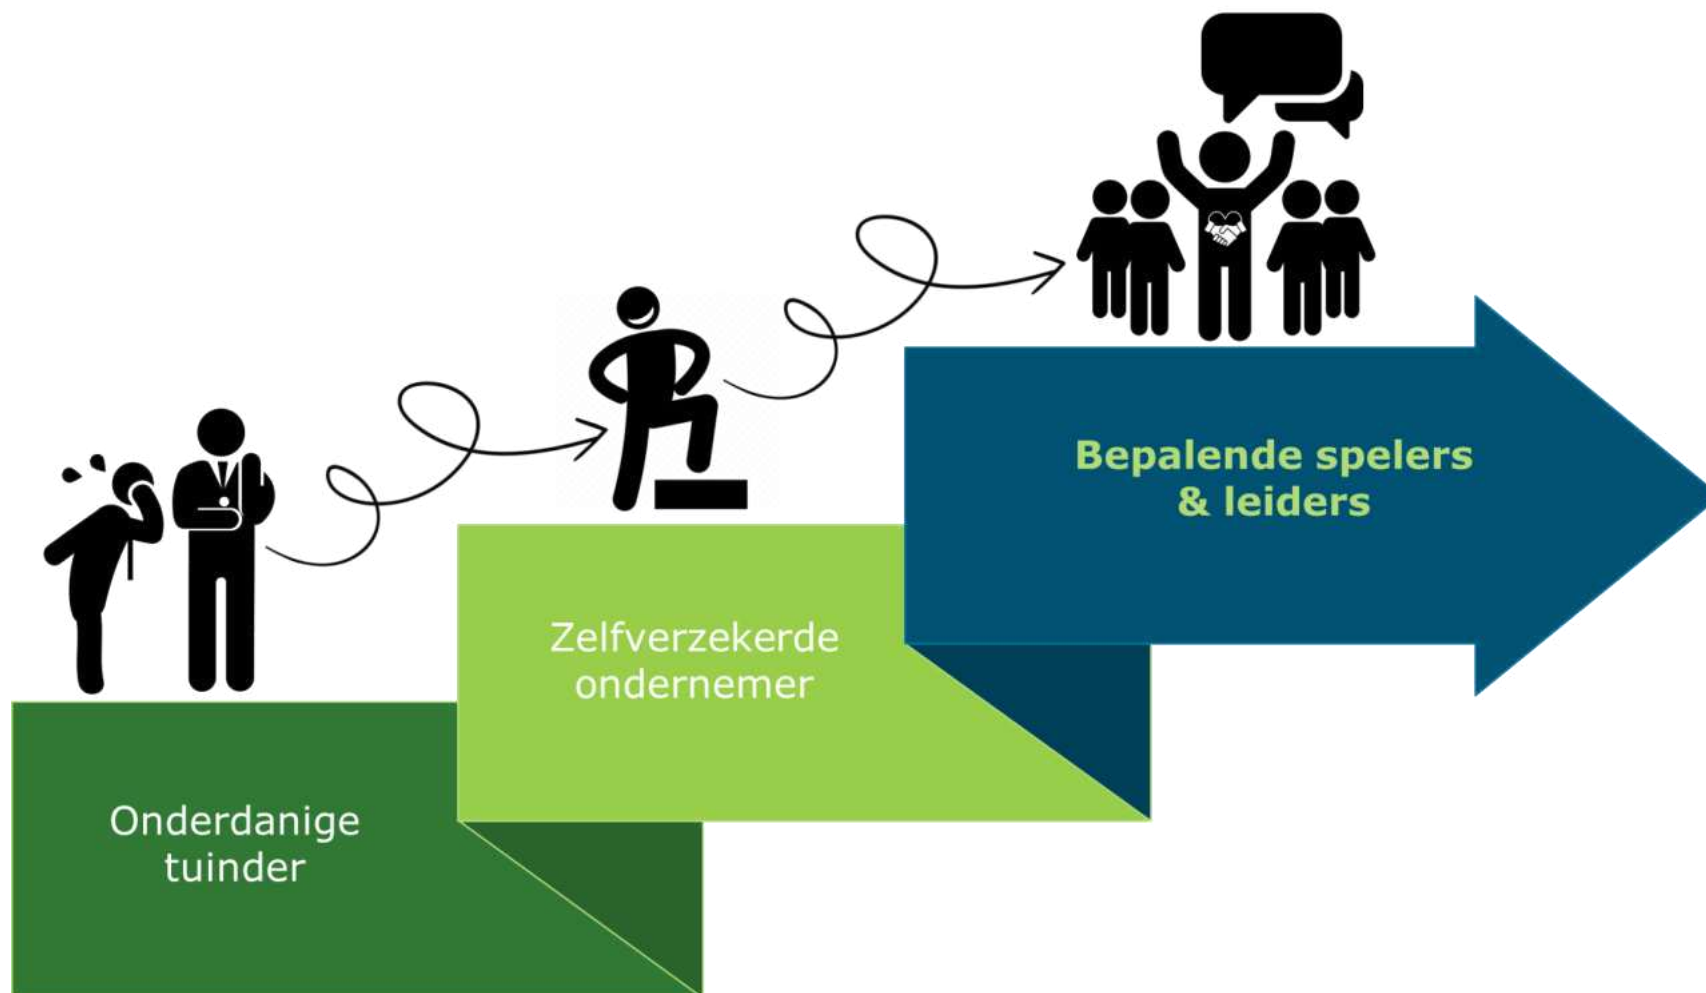 Onderdanige
tuinder
Zelfverzekerde
ondernemer
Bepalende spelers
& leiders